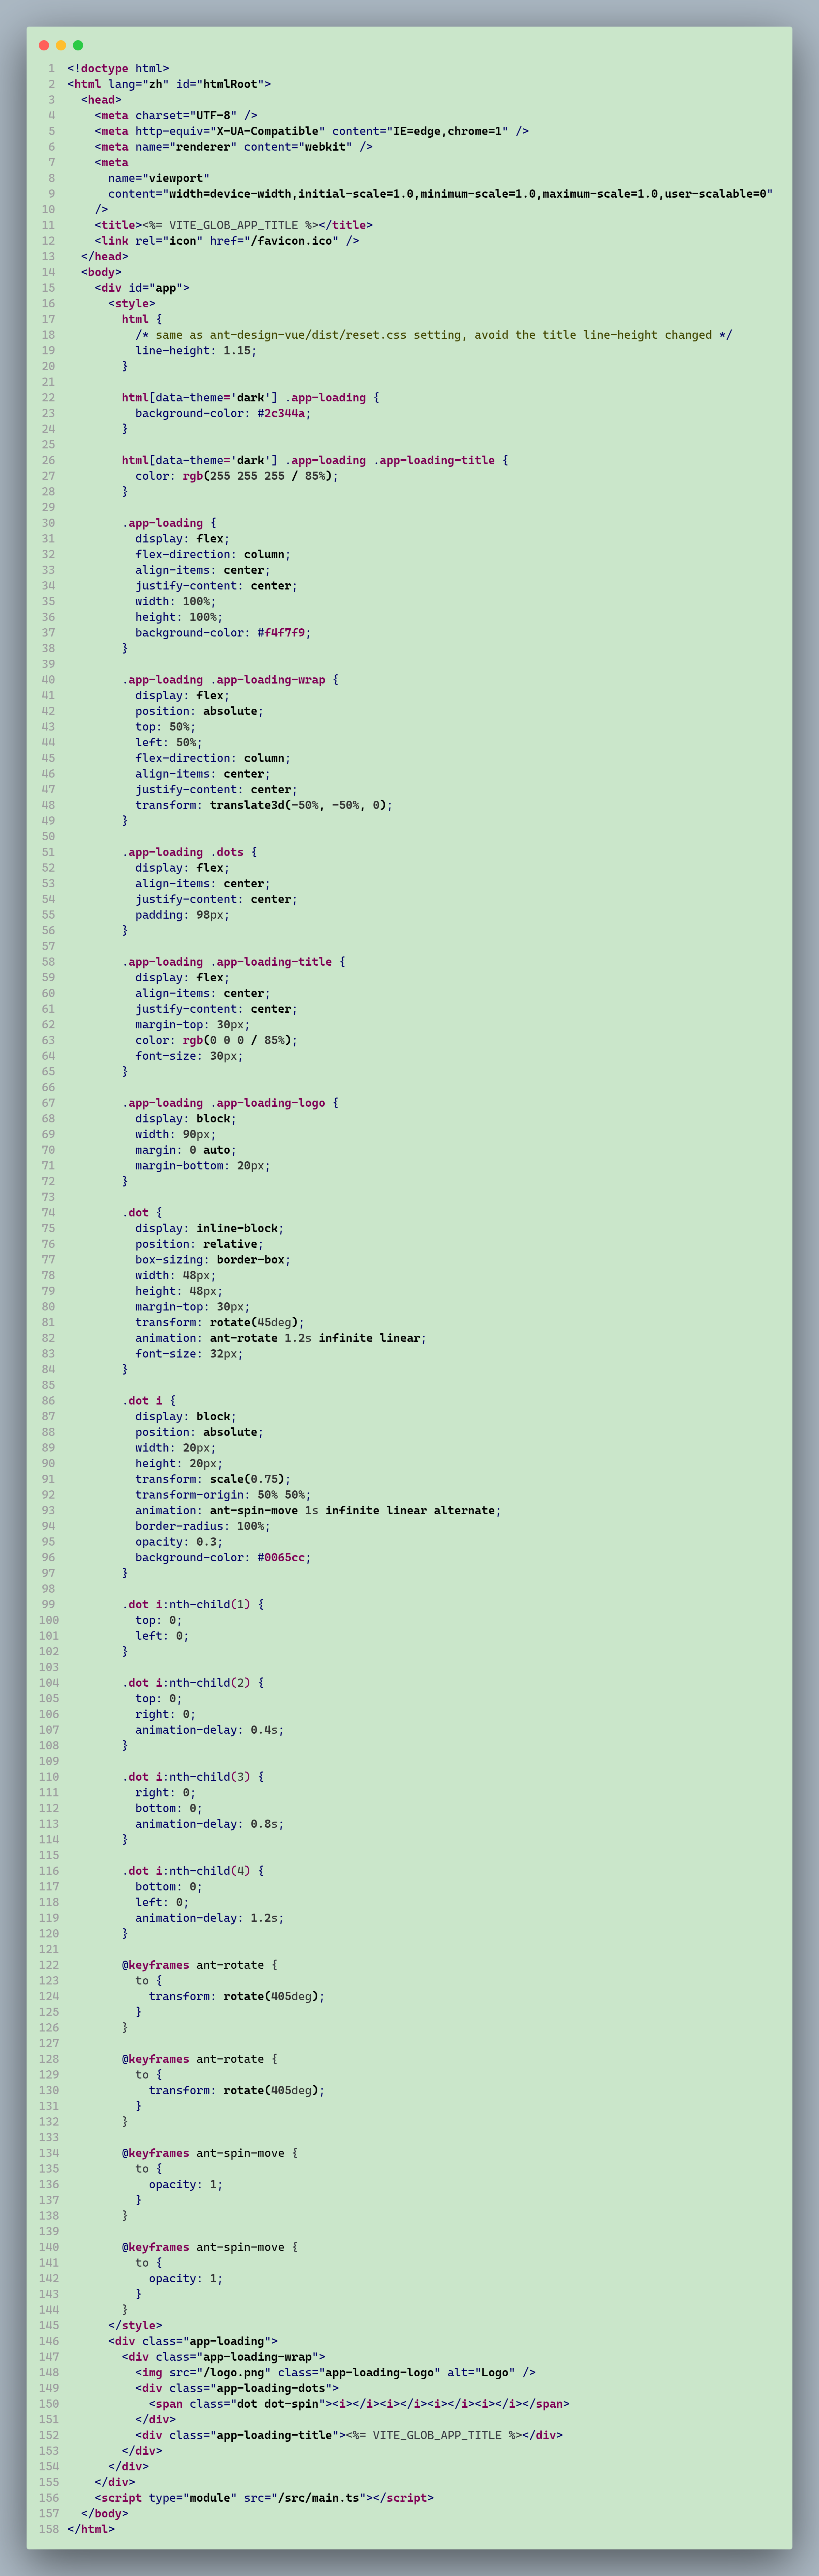 1 <!doctype html>
2 <html lang="zh" id="htmlRoot">
3   <head>
4     <meta charset="UTF-8" />
5     <meta http-equiv="X-UA-Compatible" content="IE=edge,chrome=1" />
6     <meta name="renderer" content="webkit" />
7     <meta
8       name="viewport"
9       content="width=device-width,initial-scale=1.0,minimum-scale=1.0,maximum-scale=1.0,user-scalable=0"
10     />
11     <title><%= VITE_GLOB_APP_TITLE %></title>
12     <link rel="icon" href="/favicon.ico" />
13   </head>
14   <body>
15     <div id="app">
16       <style>
17         html {
18           /* same as ant-design-vue/dist/reset.css setting, avoid the title line-height changed */
19           line-height: 1.15;
20         }
21
22         html[data-theme='dark'] .app-loading {
23           background-color: #2c344a;
24         }
25
26         html[data-theme='dark'] .app-loading .app-loading-title {
27           color: rgb(255 255 255 / 85%);
28         }
29
30         .app-loading {
31           display: flex;
32           flex-direction: column;
33           align-items: center;
34           justify-content: center;
35           width: 100%;
36           height: 100%;
37           background-color: #f4f7f9;
38         }
39
40         .app-loading .app-loading-wrap {
41           display: flex;
42           position: absolute;
43           top: 50%;
44           left: 50%;
45           flex-direction: column;
46           align-items: center;
47           justify-content: center;
48           transform: translate3d(-50%, -50%, 0);
49         }
50
51         .app-loading .dots {
52           display: flex;
53           align-items: center;
54           justify-content: center;
55           padding: 98px;
56         }
57
58         .app-loading .app-loading-title {
59           display: flex;
60           align-items: center;
61           justify-content: center;
62           margin-top: 30px;
63           color: rgb(0 0 0 / 85%);
64           font-size: 30px;
65         }
66
67         .app-loading .app-loading-logo {
68           display: block;
69           width: 90px;
70           margin: 0 auto;
71           margin-bottom: 20px;
72         }
73
74         .dot {
75           display: inline-block;
76           position: relative;
77           box-sizing: border-box;
78           width: 48px;
79           height: 48px;
80           margin-top: 30px;
81           transform: rotate(45deg);
82           animation: ant-rotate 1.2s infinite linear;
83           font-size: 32px;
84         }
85
86         .dot i {
87           display: block;
88           position: absolute;
89           width: 20px;
90           height: 20px;
91           transform: scale(0.75);
92           transform-origin: 50% 50%;
93           animation: ant-spin-move 1s infinite linear alternate;
94           border-radius: 100%;
95           opacity: 0.3;
96           background-color: #0065cc;
97         }
98
99         .dot i:nth-child(1) {
100           top: 0;
101           left: 0;
102         }
103
104         .dot i:nth-child(2) {
105           top: 0;
106           right: 0;
107           animation-delay: 0.4s;
108         }
109
110         .dot i:nth-child(3) {
111           right: 0;
112           bottom: 0;
113           animation-delay: 0.8s;
114         }
115
116         .dot i:nth-child(4) {
117           bottom: 0;
118           left: 0;
119           animation-delay: 1.2s;
120         }
121
122         @keyframes ant-rotate {
123           to {
124             transform: rotate(405deg);
125           }
126         }
127
128         @keyframes ant-rotate {
129           to {
130             transform: rotate(405deg);
131           }
132         }
133
134         @keyframes ant-spin-move {
135           to {
136             opacity: 1;
137           }
138         }
139
140         @keyframes ant-spin-move {
141           to {
142             opacity: 1;
143           }
144         }
145       </style>
146       <div class="app-loading">
147         <div class="app-loading-wrap">
148           <img src="/logo.png" class="app-loading-logo" alt="Logo" />
149           <div class="app-loading-dots">
150             <span class="dot dot-spin"><i></i><i></i><i></i><i></i></span>
151           </div>
152           <div class="app-loading-title"><%= VITE_GLOB_APP_TITLE %></div>
153         </div>
154       </div>
155     </div>
156     <script type="module" src="/src/main.ts"></script>
157   </body>
158 </html>